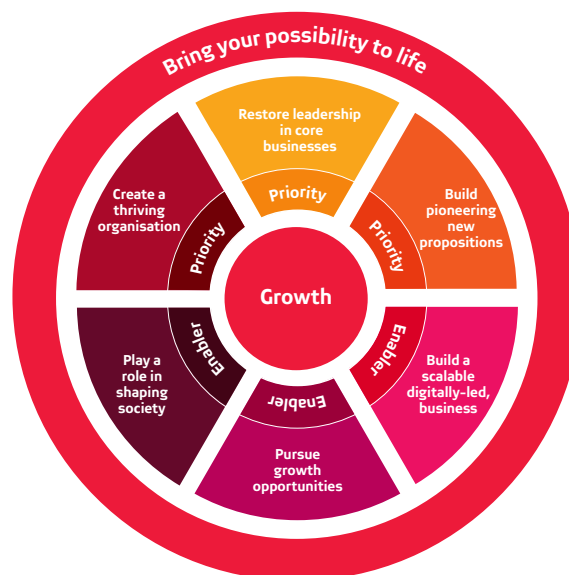 Bring your possibility to life
Restore leadership
in core
businesses
Priority
Build
pioneering
new
propositions
Priority
Build a
scalable
digitally-led,
business
Enabler
Pursue
growth
opportunities
Enabler
Play a
role in
shaping
society
Enabler
Create a
thriving
organisation
Priority
Growth